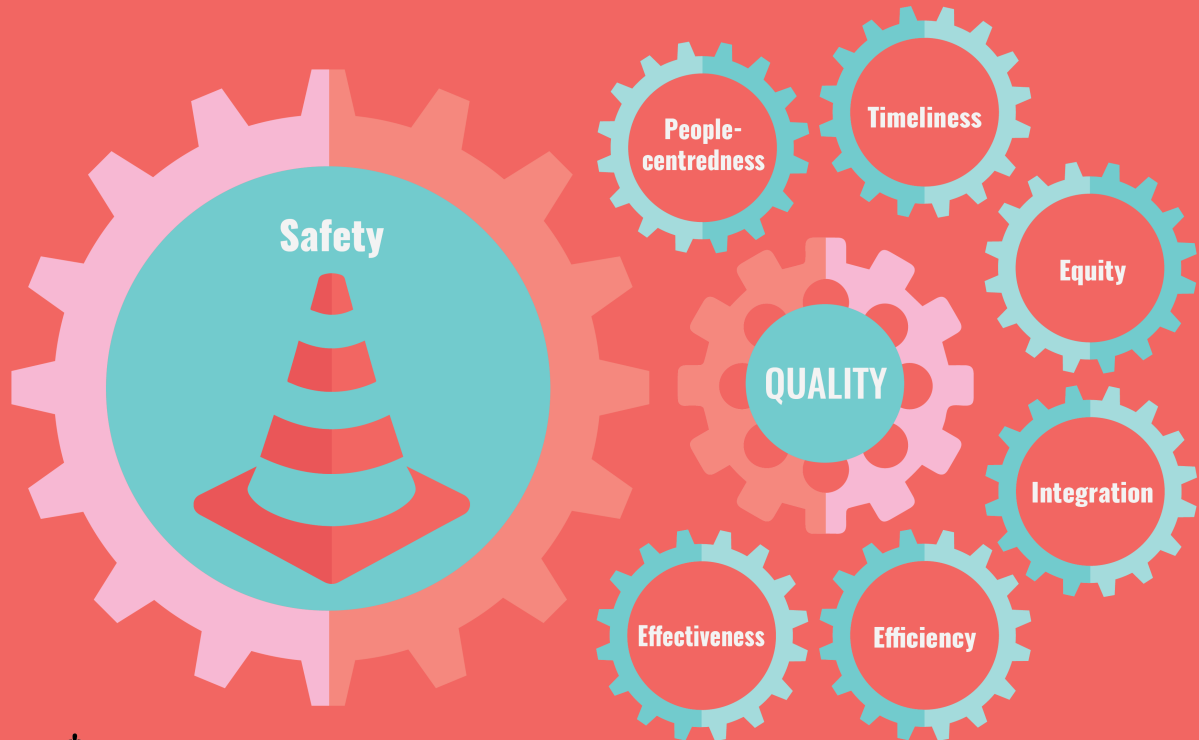 Safety
People-
centredness
Timeliness
Equity
QUALITY
Integration
Effectiveness
Efficiency